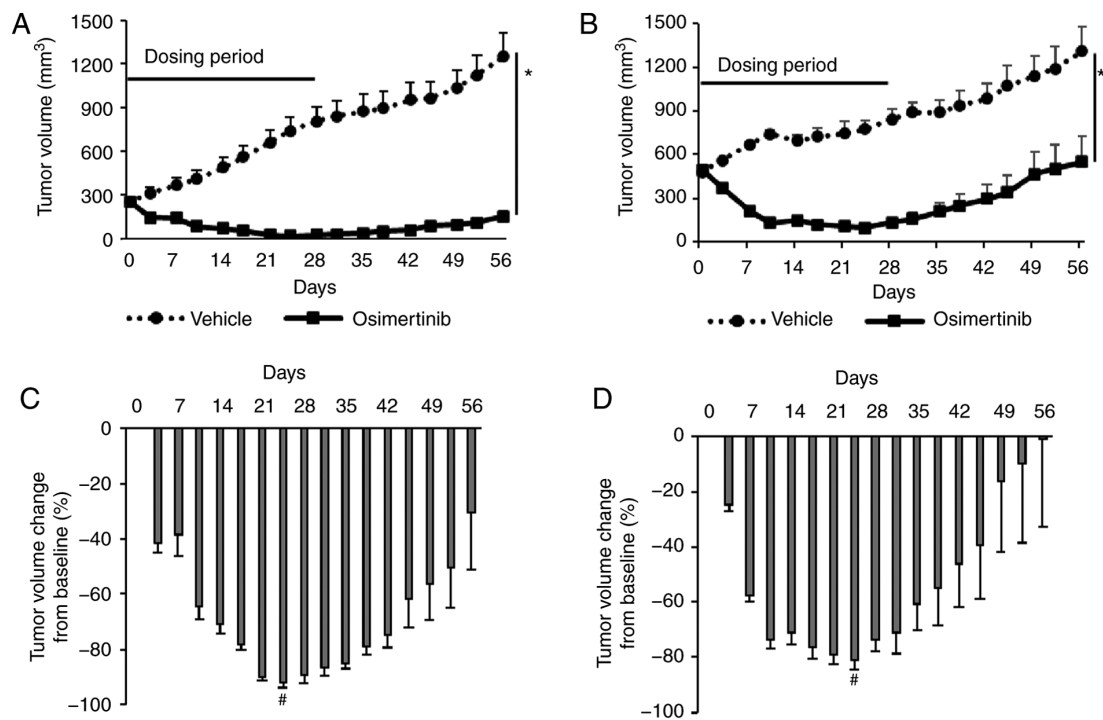 A
Tumor volume (mm³)
1500
1200
900
600
300
0
Dosing period
*
0 7 14 21 28 35 42 49 56
Days
Vehicle Osimertinib
B
Tumor volume (mm³)
1500
1200
900
600
300
0
Dosing period
*
0 7 14 21 28 35 42 49 56
Days
Vehicle Osimertinib
C
Days
0 7 14 21 28 35 42 49 56
Tumor volume change
from baseline (%)
0
−20
−40
−60
−80
−100
#
D
Days
0 7 14 21 28 35 42 49 56
Tumor volume change
from baseline (%)
0
−20
−40
−60
−80
−100
#